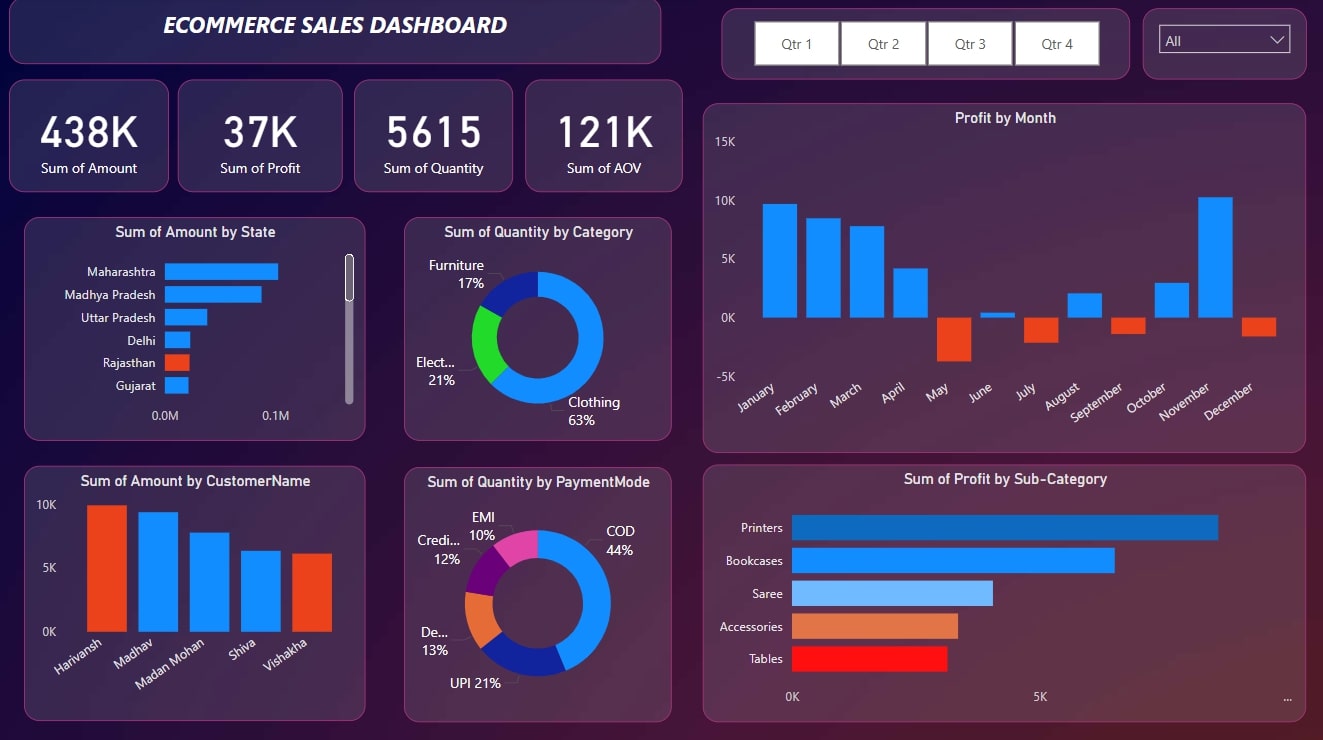 ECOMMERCE SALES DASHBOARD
Qtr 1
Qtr 2
Qtr 3
Qtr 4
All
438K
Sum of Amount
37K
Sum of Profit
5615
Sum of Quantity
121K
Sum of AOV
Profit by Month
15K
10K
5K
0K
-5K
January
February
March
April
May
June
July
August
September
October
November
December
Sum of Amount by State
Maharashtra
Madhya Pradesh
Uttar Pradesh
Delhi
Rajasthan
Gujarat
0.0M
0.1M
Sum of Quantity by Category
Furniture
17%
Elect...
21%
Clothing
63%
Sum of Amount by CustomerName
10K
5K
0K
Harivansh
Madhav
Madan Mohan
Shiva
Vishakha
Sum of Quantity by PaymentMode
EMI
10%
COD
44%
Credi...
12%
De...
13%
UPI 21%
Sum of Profit by Sub-Category
Printers
Bookcases
Saree
Accessories
Tables
0K
5K
...